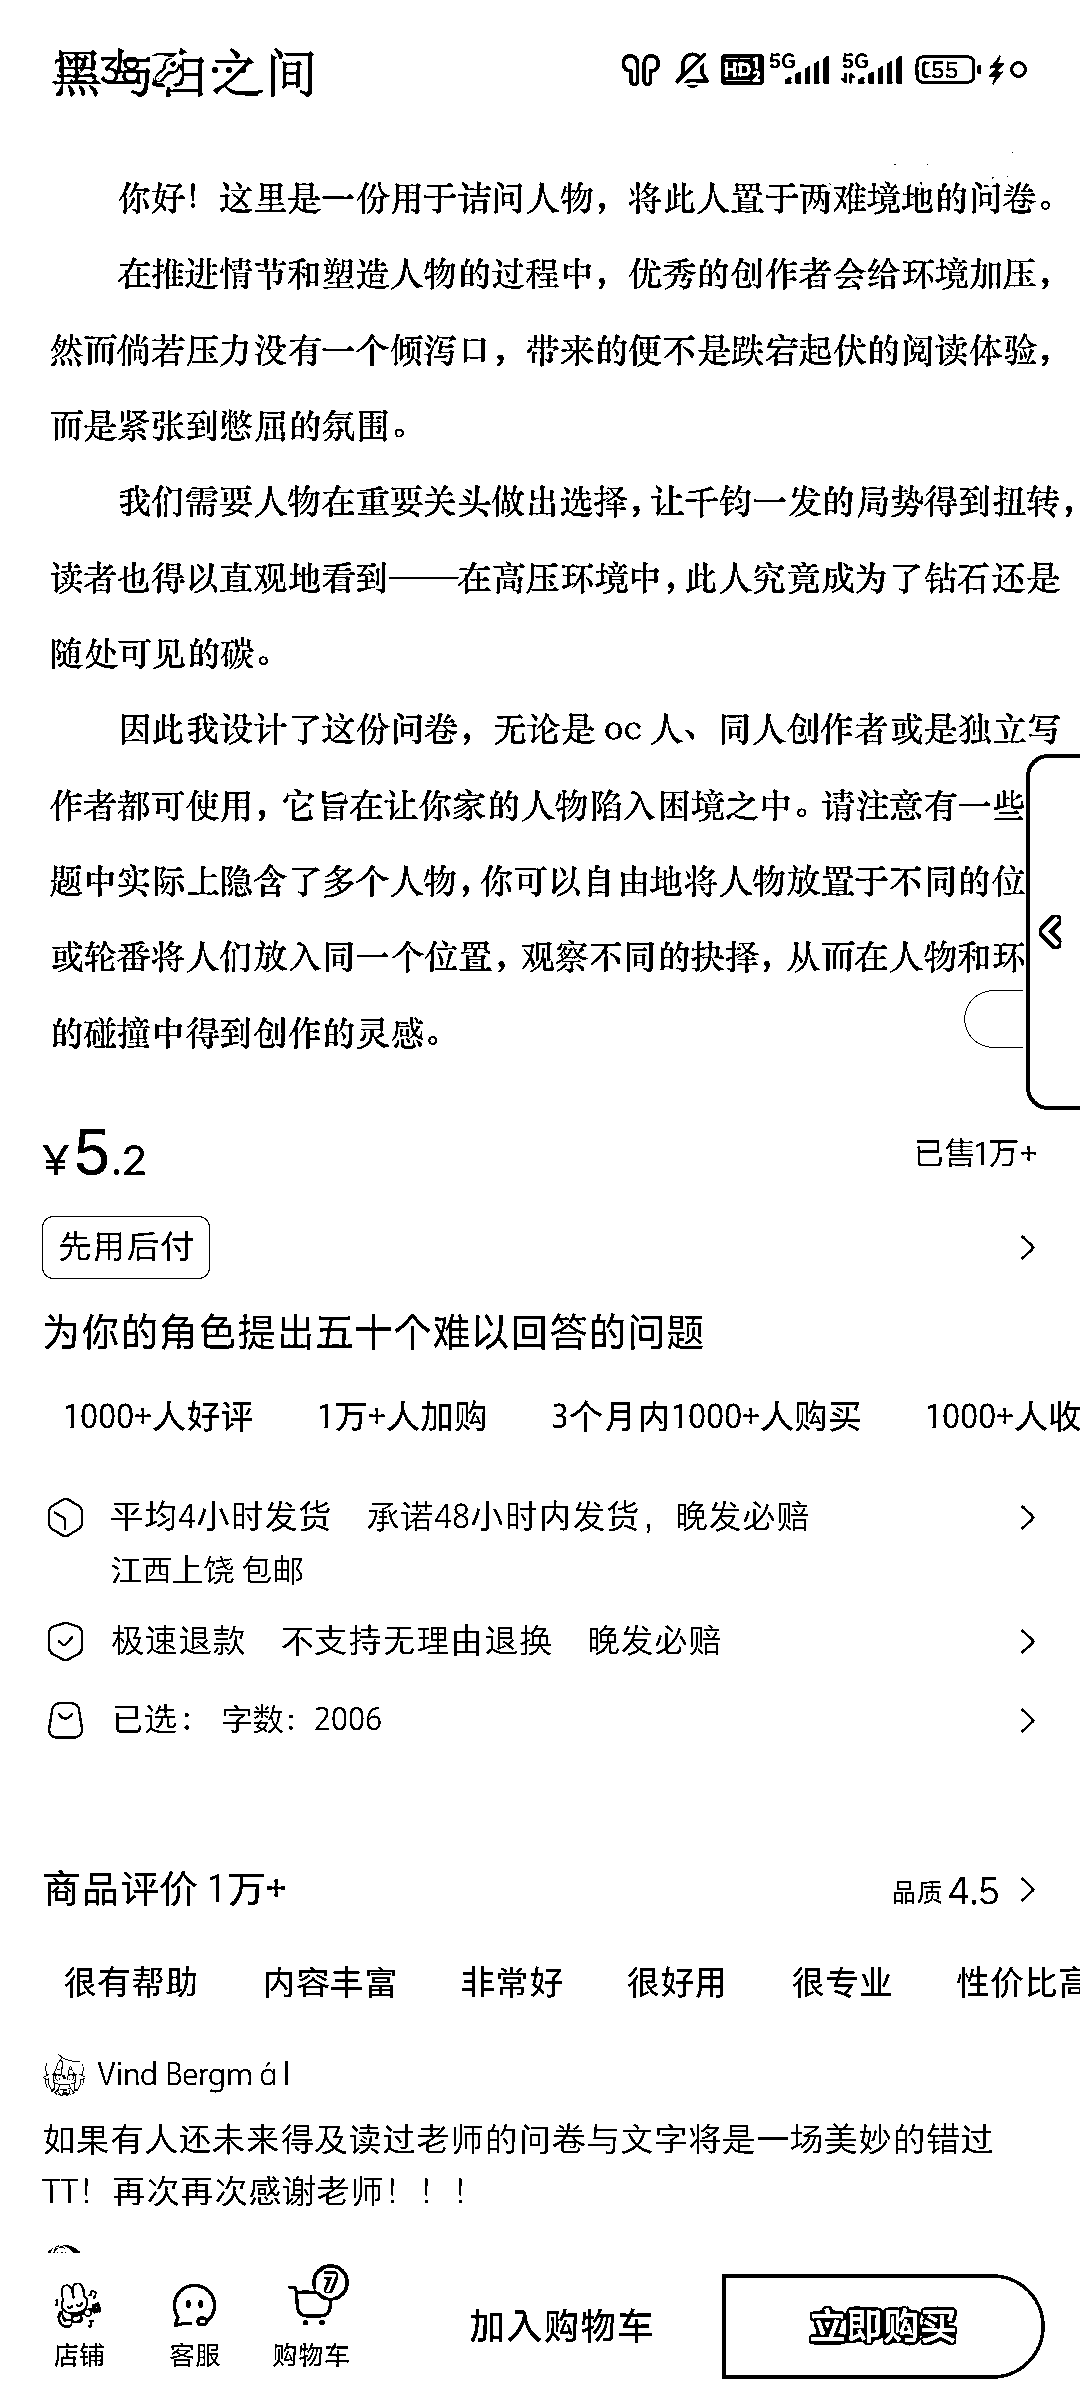 黑与白之间
HD 5G 5G 55
你好！这里是一份用于诘问人物，将此人置于两难境地的问卷。
在推进情节和塑造人物的过程中，优秀的创作者会给环境加压，
然而倘若压力没有一个倾泻口，带来的便不是跌宕起伏的阅读体验，
而是紧张到憋屈的氛围。
我们需要人物在重要关头做出选择，让千钧一发的局势得到扭转，
读者也得以直观地看到——在高压环境中，此人究竟成为了钻石还是
随处可见的碳。
因此我设计了这份问卷，无论是 oc 人、同人创作者或是独立写
作者都可使用，它旨在让你家的人物陷入困境之中。请注意有一些
题中实际上隐含了多个人物，你可以自由地将人物放置于不同的位
或轮番将人们放入同一个位置，观察不同的抉择，从而在人物和环
的碰撞中得到创作的灵感。
¥5.2 已售1万+
先用后付
为你的角色提出五十个难以回答的问题
1000+人好评 1万+人加购 3个月内1000+人购买 1000+人收
平均4小时发货 承诺48小时内发货，晚发必赔
江西上饶 包邮
极速退款 不支持无理由退换 晚发必赔
已选： 字数：2006
商品评价 1万+ 品质 4.5
很有帮助 内容丰富 非常好 很好用 很专业 性价比高
Vind Bergmál
如果有人还未来得及读过老师的问卷与文字将是一场美妙的错过
TT！再次再次感谢老师！！！
7
店铺 客服 购物车 加入购物车 立即购买